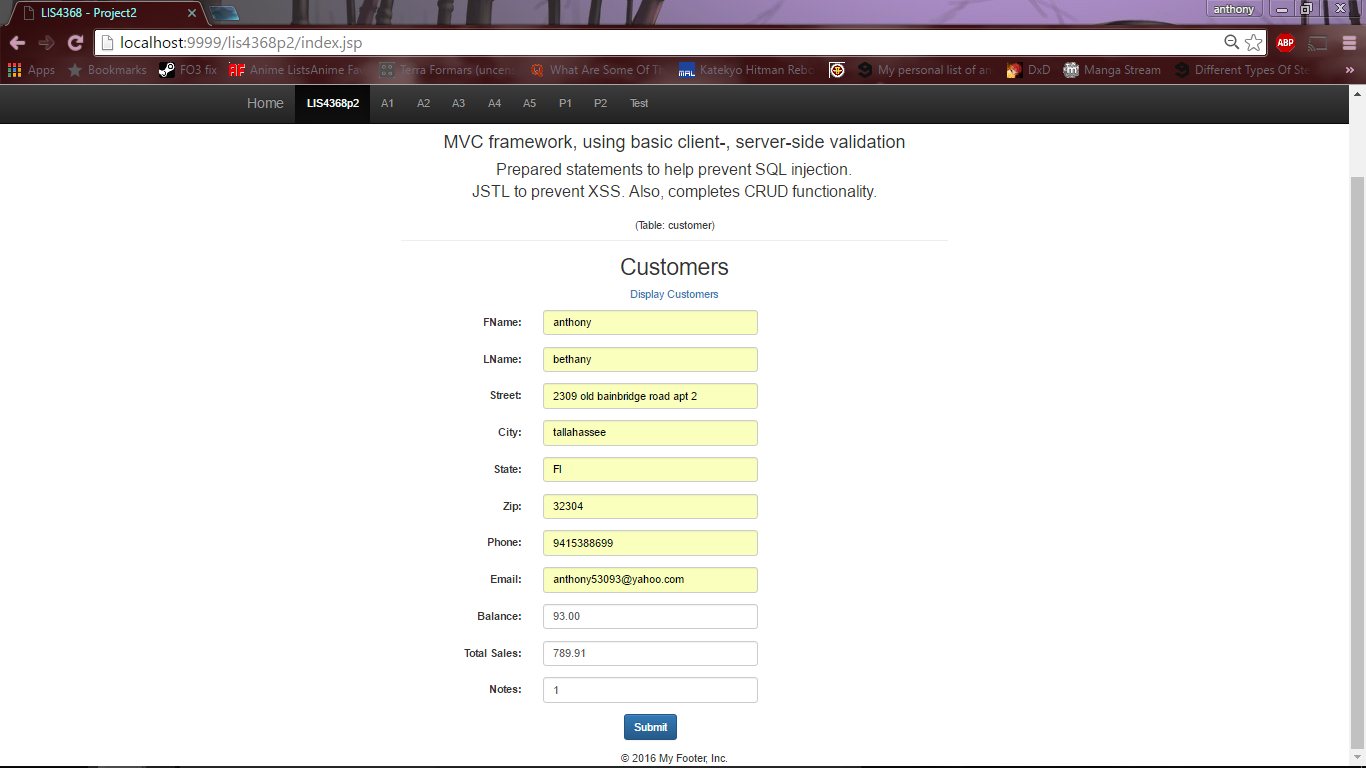 LIS4368 - Project2
anthony
localhost:9999/lis4368p2/index.jsp
ABP
Apps Bookmarks FO3 fix Anime ListsAnime Fav Terra Formars (uncens What Are Some Of Th MAL Katekyo Hitman Rebo My personal list of an DxD Manga Stream Different Types Of Ste »
Home LIS4368p2 A1 A2 A3 A4 A5 P1 P2 Test
MVC framework, using basic client-, server-side validation
Prepared statements to help prevent SQL injection.
JSTL to prevent XSS. Also, completes CRUD functionality.
(Table: customer)
Customers
Display Customers
FName: anthony
LName: bethany
Street: 2309 old bainbridge road apt 2
City: tallahassee
State: Fl
Zip: 32304
Phone: 9415388699
Email: anthony53093@yahoo.com
Balance: 93.00
Total Sales: 789.91
Notes: 1
Submit
© 2016 My Footer, Inc.